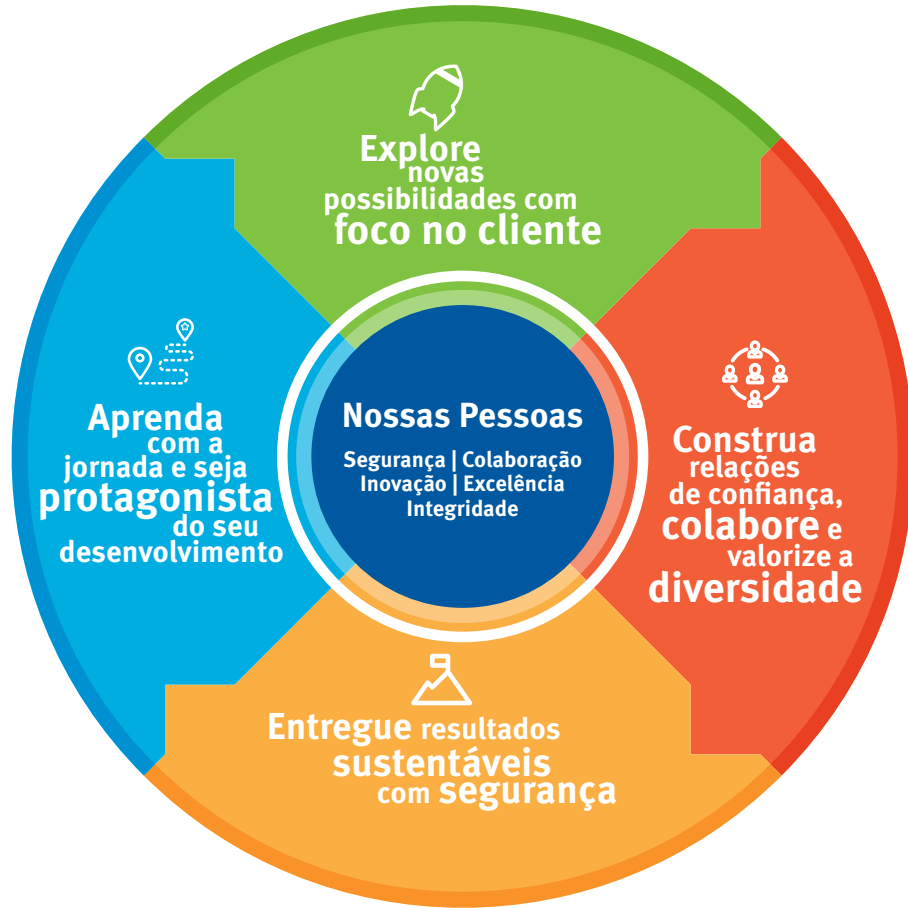 Explore
novas
possibilidades com
foco no cliente
Aprenda
com a
jornada e seja
protagonista
do seu
desenvolvimento
Nossas Pessoas
Segurança | Colaboração
Inovação | Excelência
Integridade
Construa
relações
de confiança,
colabore e
valorize a
diversidade
Entregue resultados
sustentáveis
com segurança